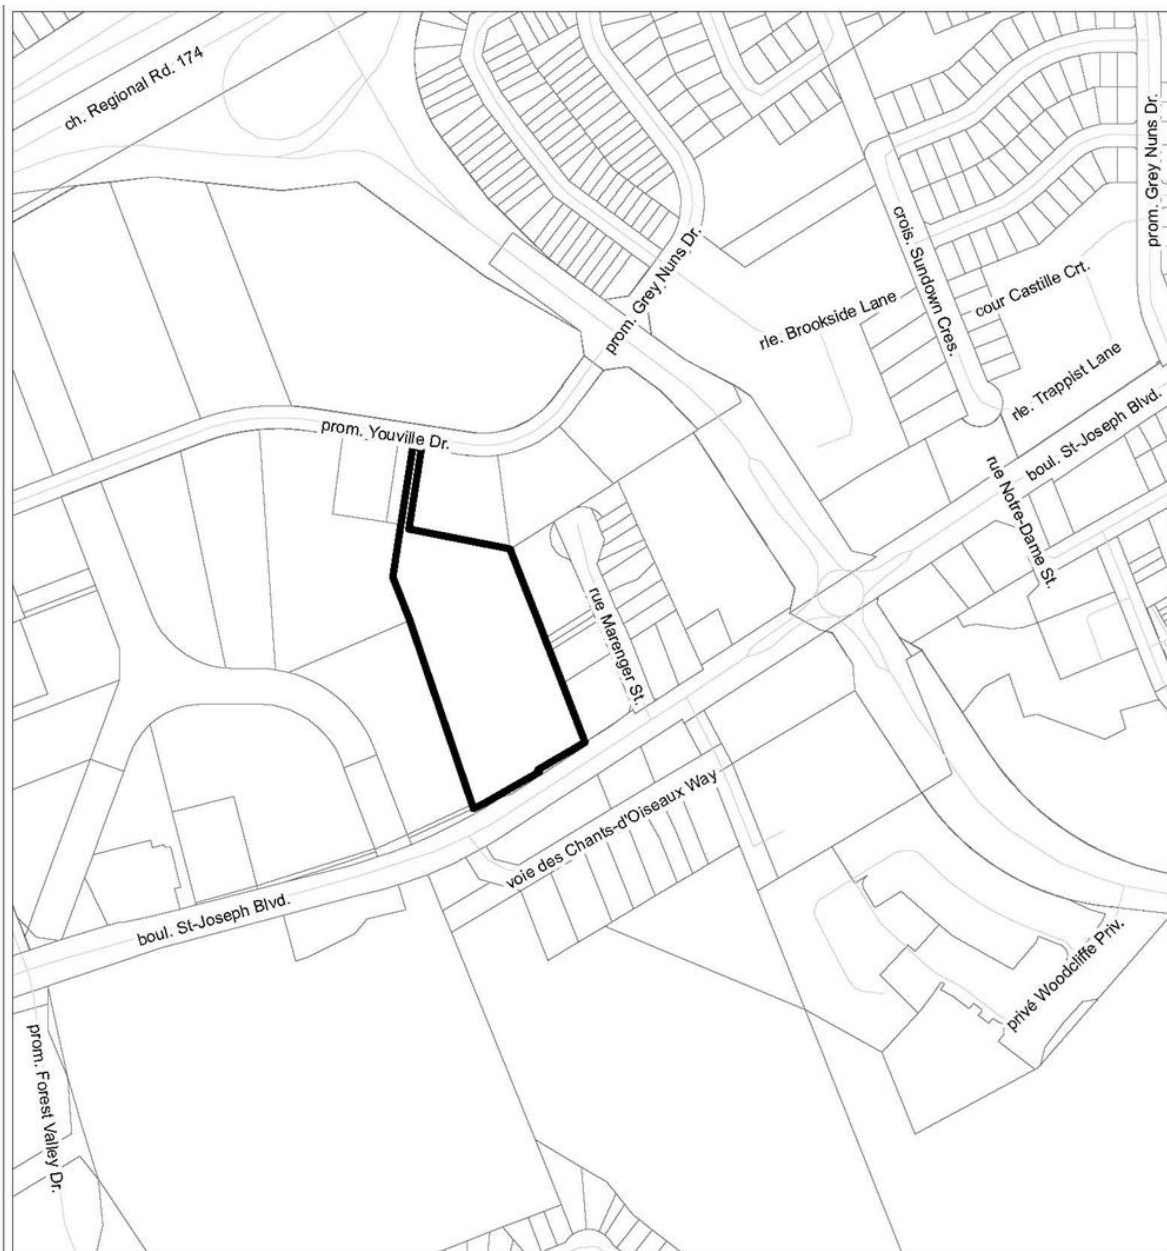 ch. Regional Rd. 174
prom. Grey Nuns Dr.
crois. Sundown Cres.
prom. Grey Nuns Dr.
cour Castille Crt.
rle. Brookside Lane
rle. Trappist Lane
boul. St-Joseph Blvd.
prom. Youville Dr.
rue Notre-Dame St.
rue Marenger St.
voie des Chants-d'Oiseaux Way
boul. St-Joseph Blvd.
privé Woodcliffe Priv.
prom. Forest Valley Dr.